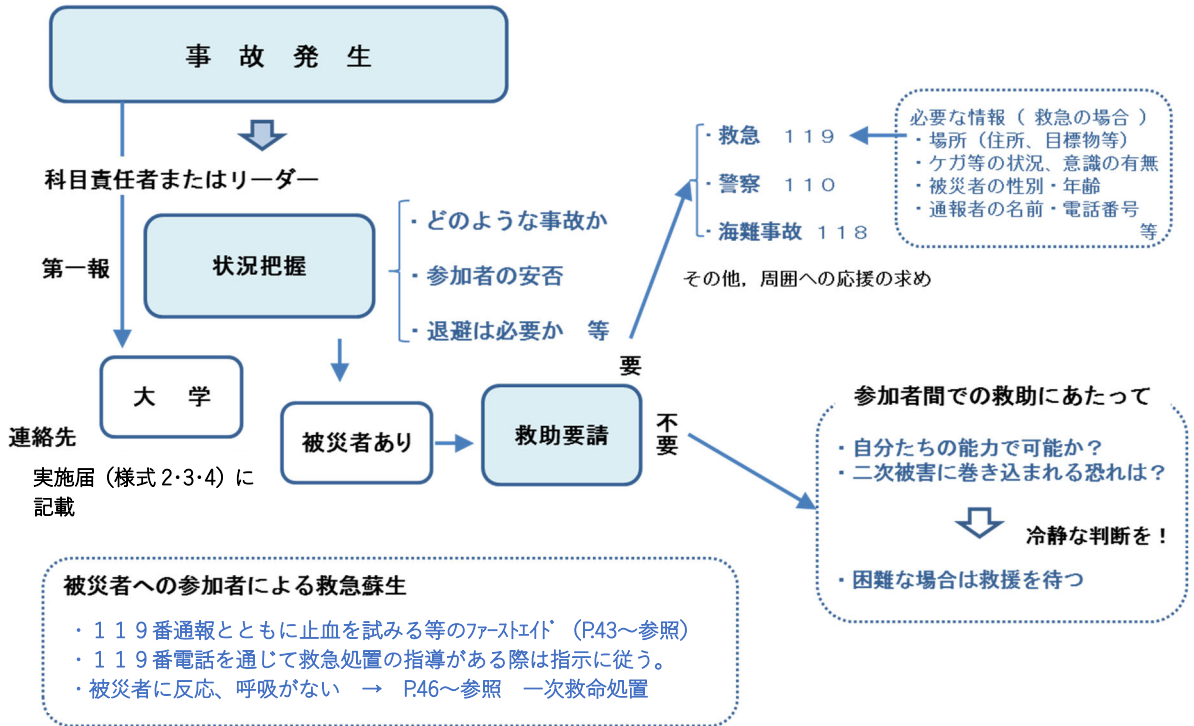 事 故 発 生
科目責任者またはリーダー
第一報
状況把握
・どのような事故か
・参加者の安否
・退避は必要か 等
・救急 119
・警察 110
・海難事故 118
その他，周囲への応援の求め
必要な情報（ 救急の場合 ）
・場所（住所、目標物等）
・ケガ等の状況、意識の有無
・被災者の性別・年齢
・通報者の名前・電話番号
等
大 学
連絡先
実施届（様式2･3･4）に
記載
被災者あり
救助要請
要
不要
参加者間での救助にあたって
・自分たちの能力で可能か？
・二次被害に巻き込まれる恐れは？
冷静な判断を！
・困難な場合は救援を待つ
被災者への参加者による救急蘇生
・１１９番通報とともに止血を試みる等のﾌｧｰｽﾄｴｲﾄﾞ（P.43～参照）
・１１９番電話を通じて救急処置の指導がある際は指示に従う。
・被災者に反応、呼吸がない → P.46～参照 一次救命処置